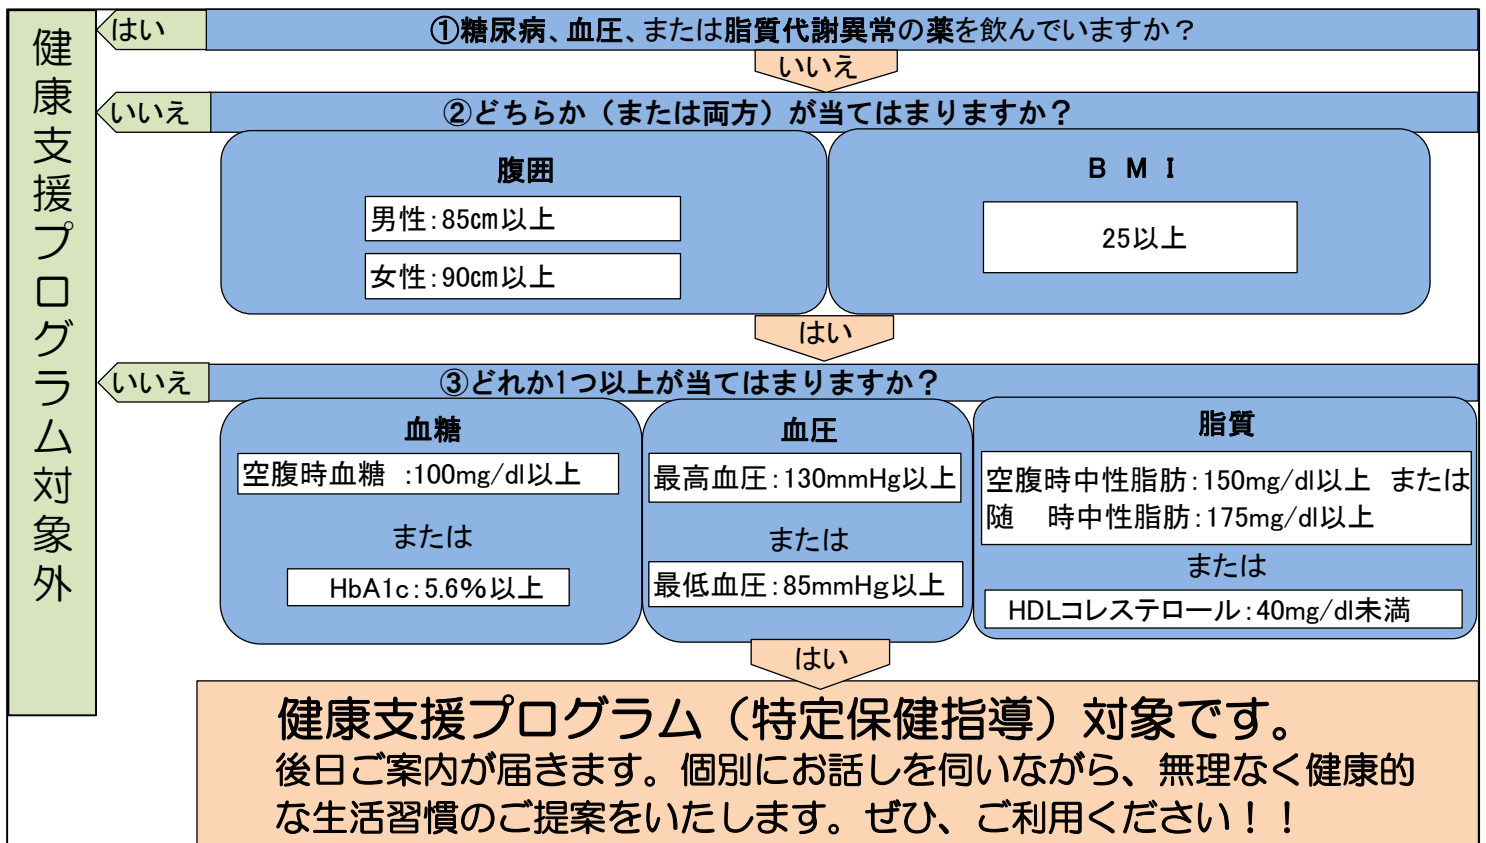 健康支援プログラム対象外
はい
①糖尿病、血圧、または脂質代謝異常の薬を飲んでいますか？
いいえ
いいえ
②どちらか（または両方）が当てはまりますか？
腹囲
男性：85㎝以上
女性：90㎝以上
ＢＭＩ
25以上
はい
いいえ
③どれか1つ以上が当てはまりますか？
血糖
空腹時血糖 ：100mg/dl以上
または
HbA1c：5.6％以上
血圧
最高血圧：130mmHg以上
または
最低血圧：85mmHg以上
脂質
空腹時中性脂肪：150mg/dl以上 または
随 時中性脂肪：175mg/dl以上
または
HDLコレステロール：40mg/dl未満
はい
健康支援プログラム（特定保健指導）対象です。
後日ご案内が届きます。個別にお話しを伺いながら、無理なく健康的
な生活習慣のご提案をいたします。ぜひ、ご利用ください！！